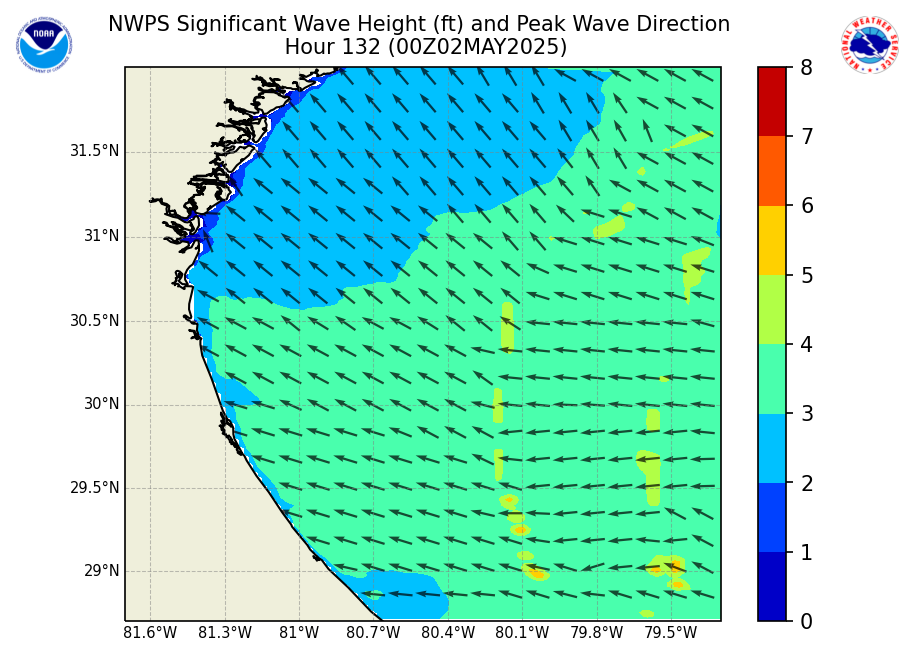 NWPS Significant Wave Height (ft) and Peak Wave Direction
Hour 132 (00Z02MAY2025)
NOAA
NATIONAL WEATHER SERVICE
31.5°N
31°N
30.5°N
30°N
29.5°N
29°N
81.6°W 81.3°W 81°W 80.7°W 80.4°W 80.1°W 79.8°W 79.5°W
8
7
6
5
4
3
2
1
0